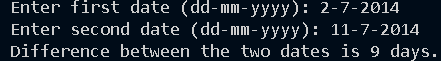 Enter first date (dd-mm-yyyy): 2-7-2014
Enter second date (dd-mm-yyyy): 11-7-2014
Difference between the two dates is 9 days.